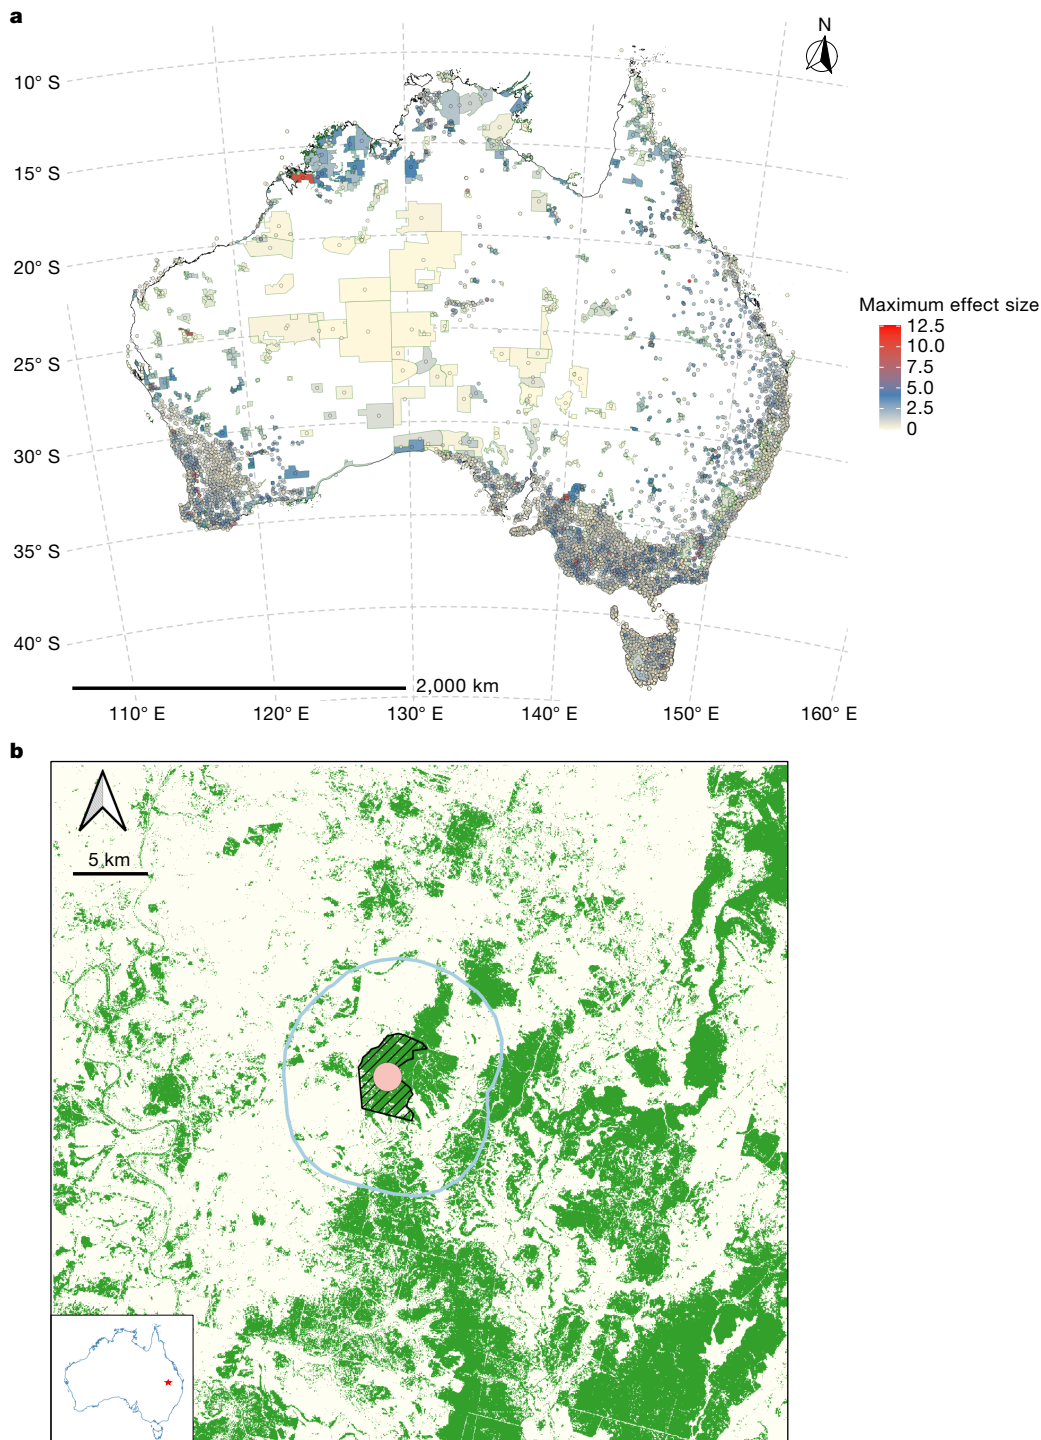 a
N
10° S
15° S
20° S
25° S
30° S
35° S
40° S
Maximum effect size
12.5
10.0
7.5
5.0
2.5
0
2,000 km
110° E
120° E
130° E
140° E
150° E
160° E
b
5 km